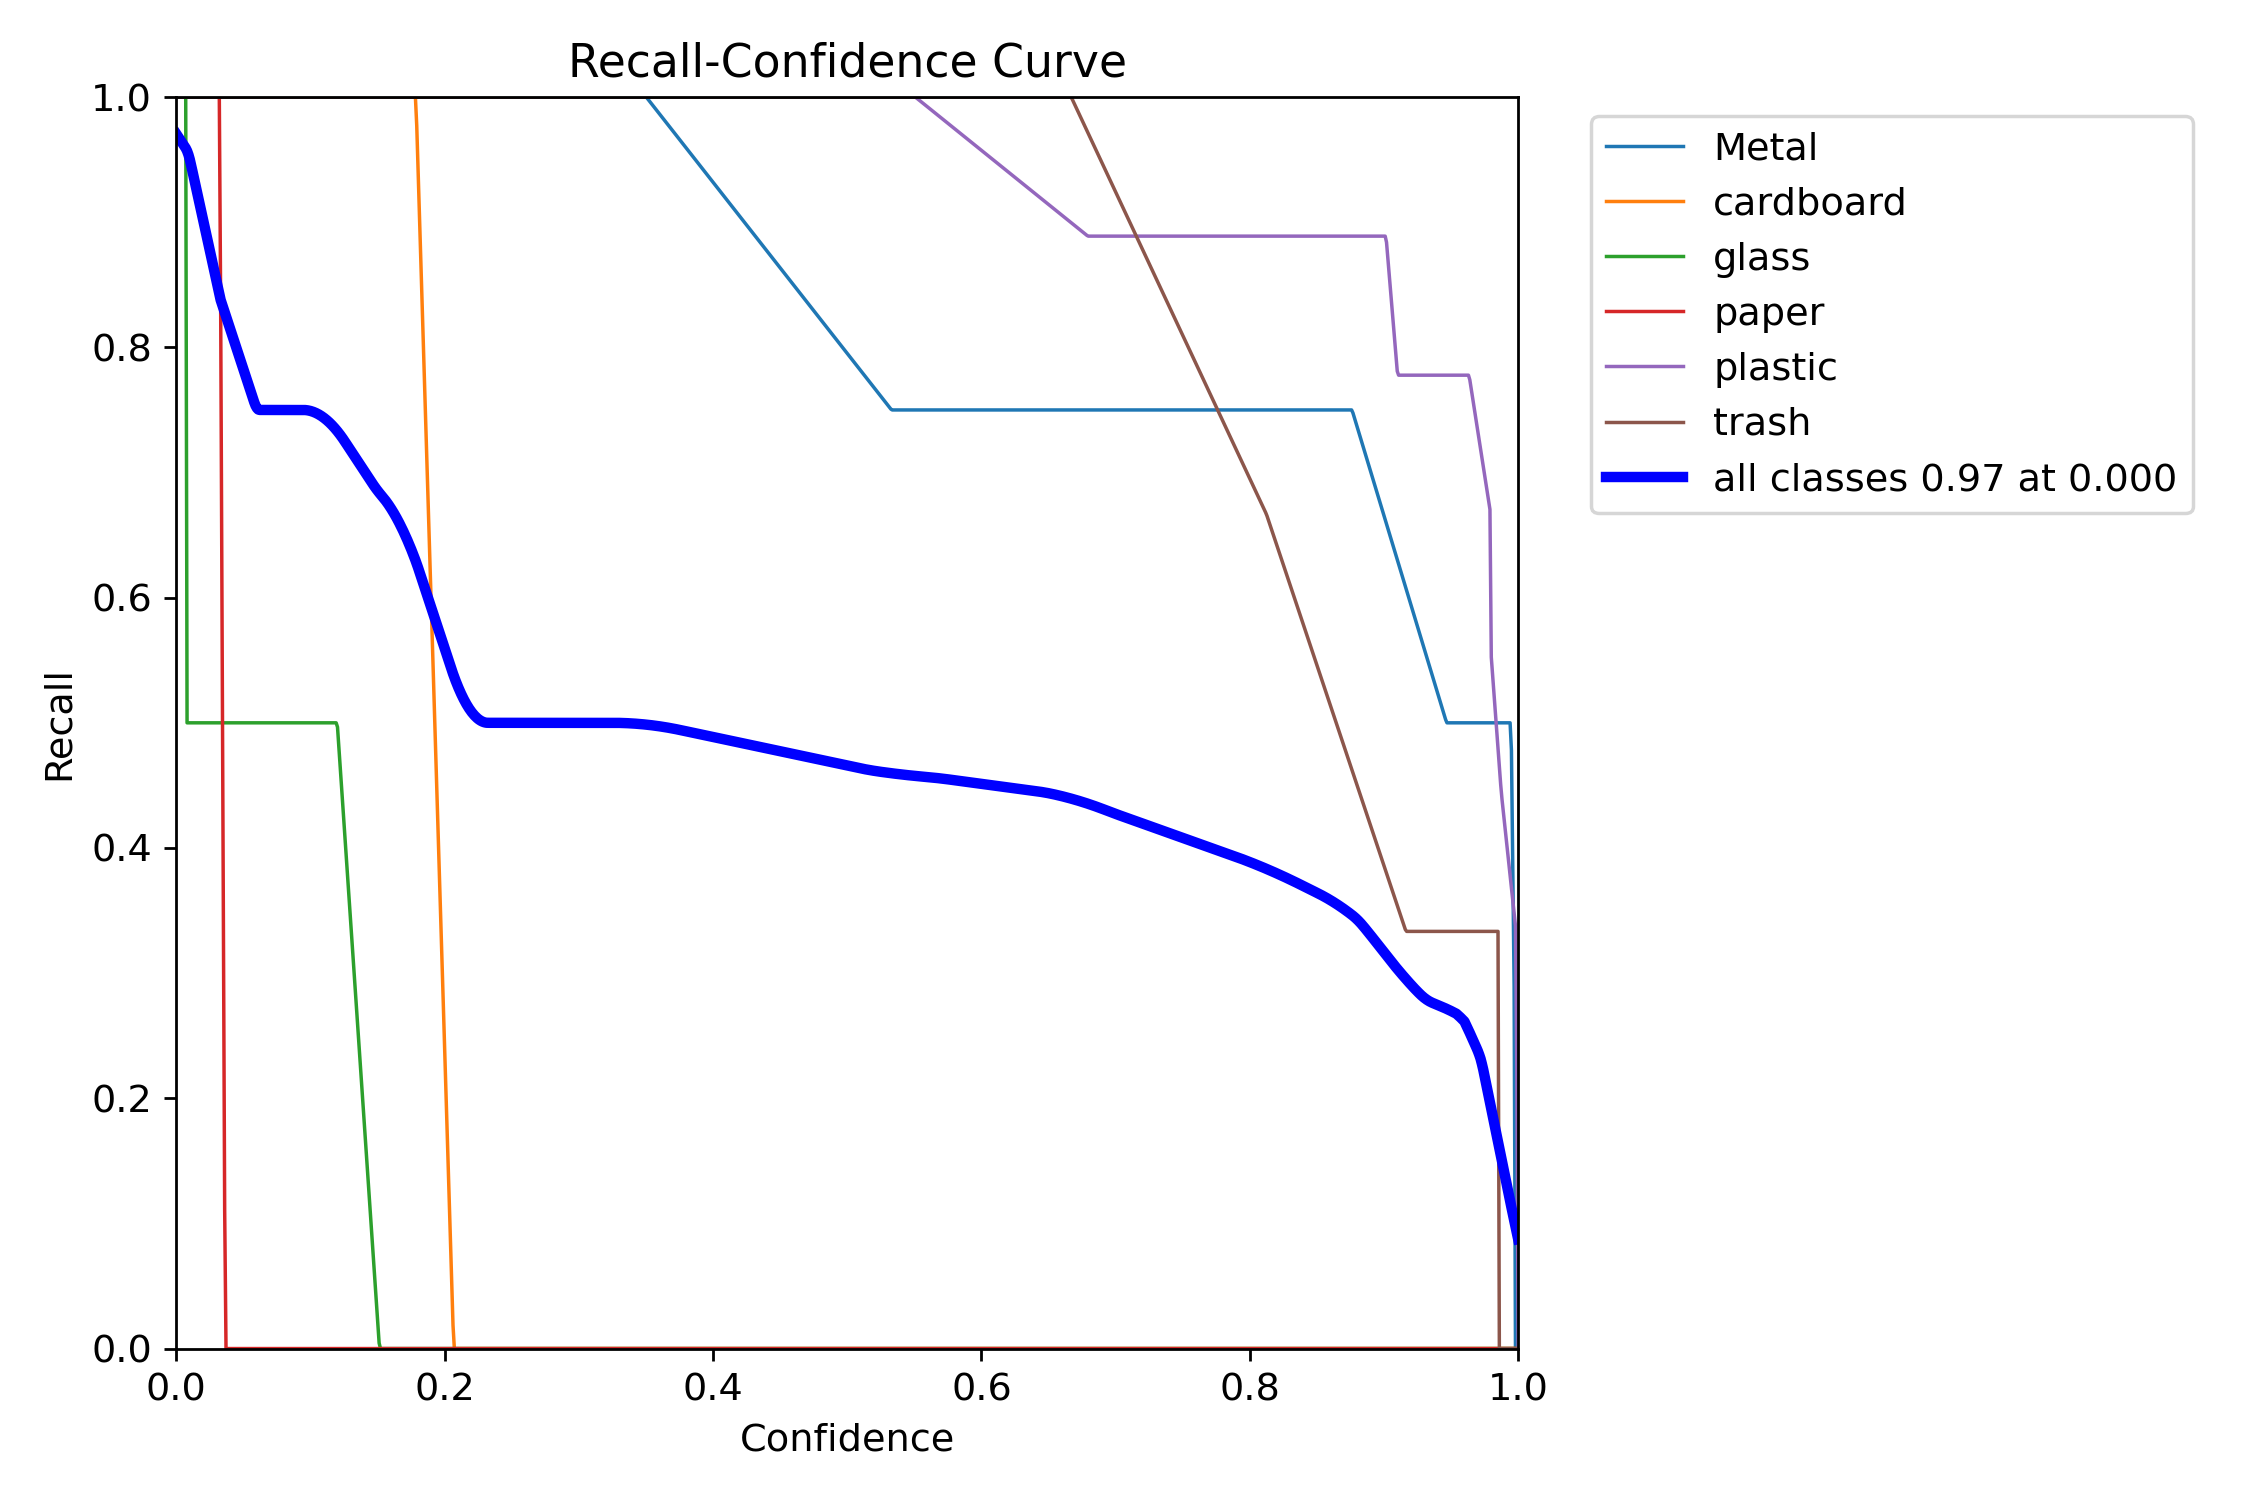 Recall-Confidence Curve
1.0
0.8
0.6
0.4
0.2
0.0
Recall
0.0 0.2 0.4 0.6 0.8 1.0
Confidence
Metal
cardboard
glass
paper
plastic
trash
all classes 0.97 at 0.000